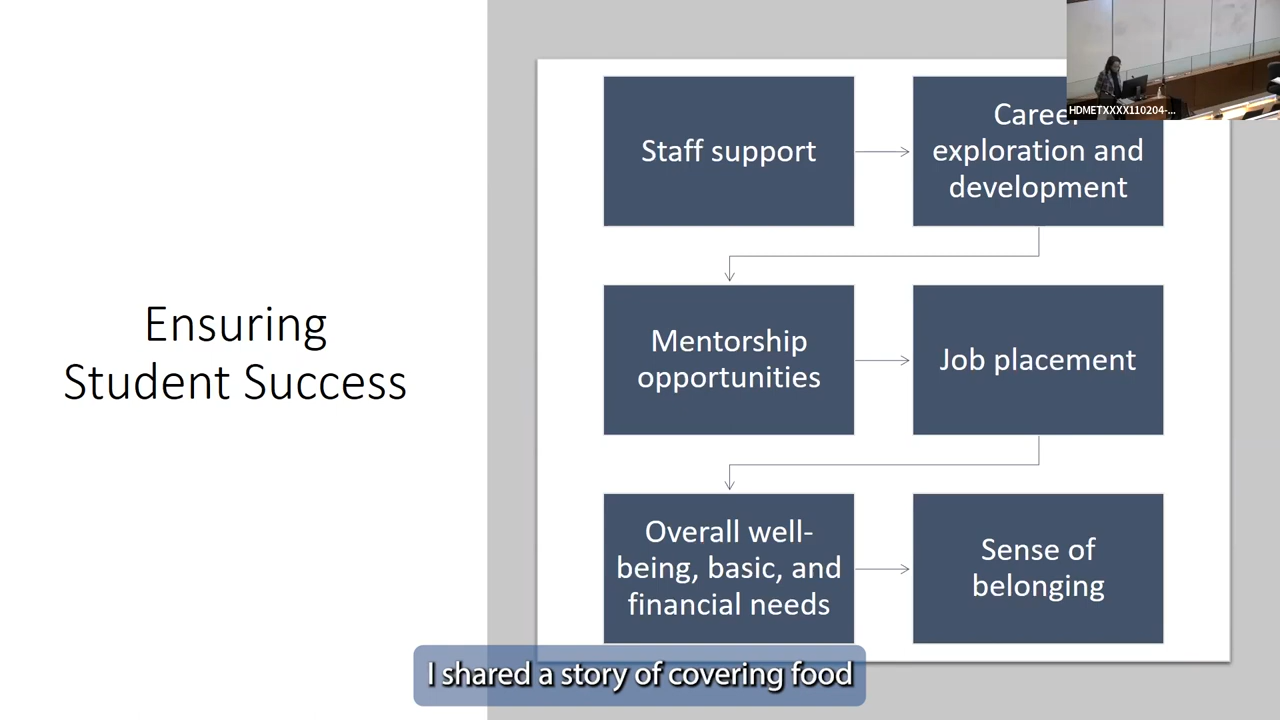 Ensuring
Student Success
Staff support
Career
exploration and
development
Mentorship
opportunities
Job placement
Overall well-
being, basic, and
financial needs
Sense of
belonging
HDMETXXXX110204-...
I shared a story of covering food